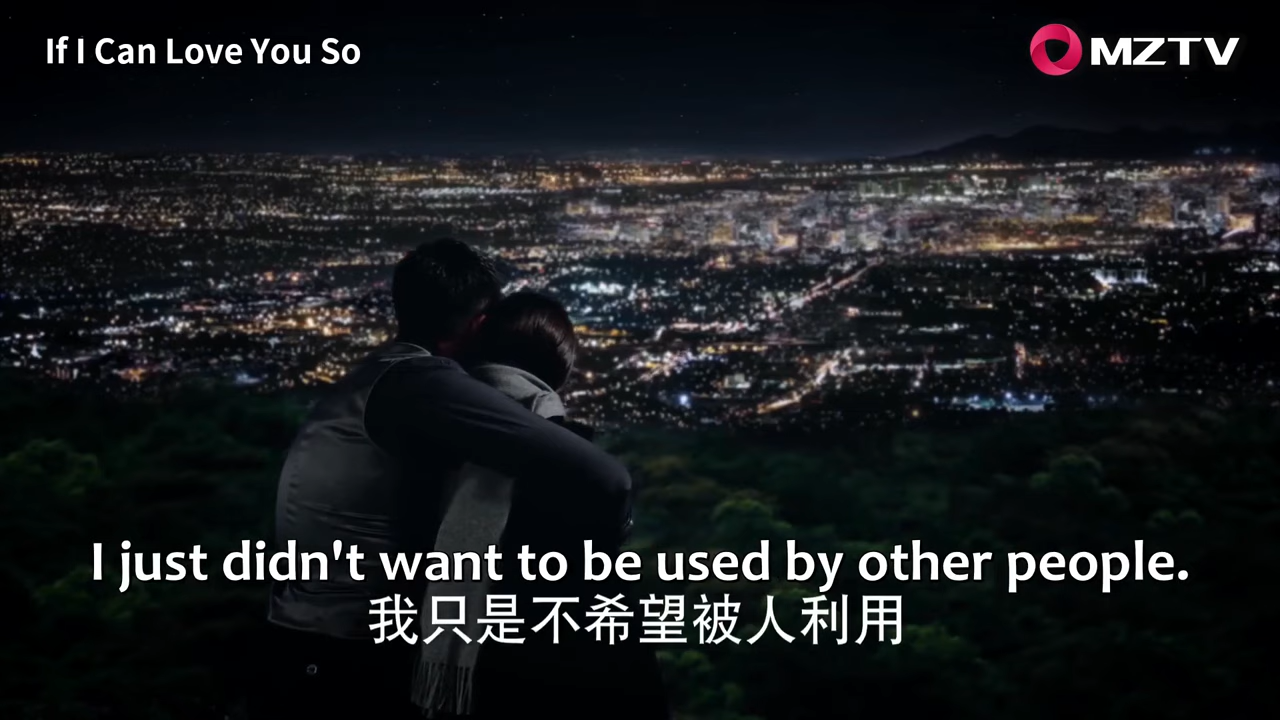 If I Can Love You So
MZTV
I just didn't want to be used by other people.
我只是不希望被人利用